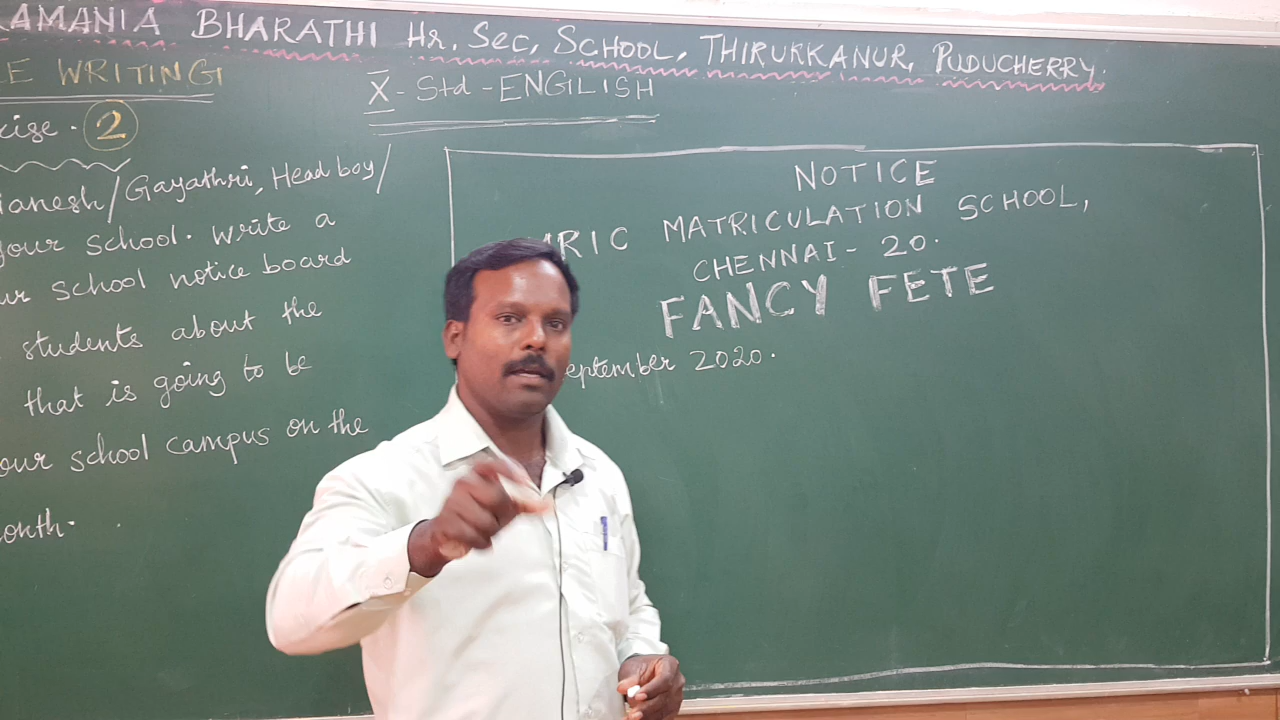 AMANIA BHARATHI Hr. Sec, SCHOOL, THIRUKKANUR, PUDUCHERRY.
E WRITING
X - Std - ENGLISH
cise. 2
ianesh/Gayathri, Head boy/
your school. Write a
ur school notice board
students about the
that is going to be
our school campus on the
onth.
NOTICE
RIC MATRICULATION SCHOOL,
CHENNAI - 20.
FANCY FETE
eptember 2020.